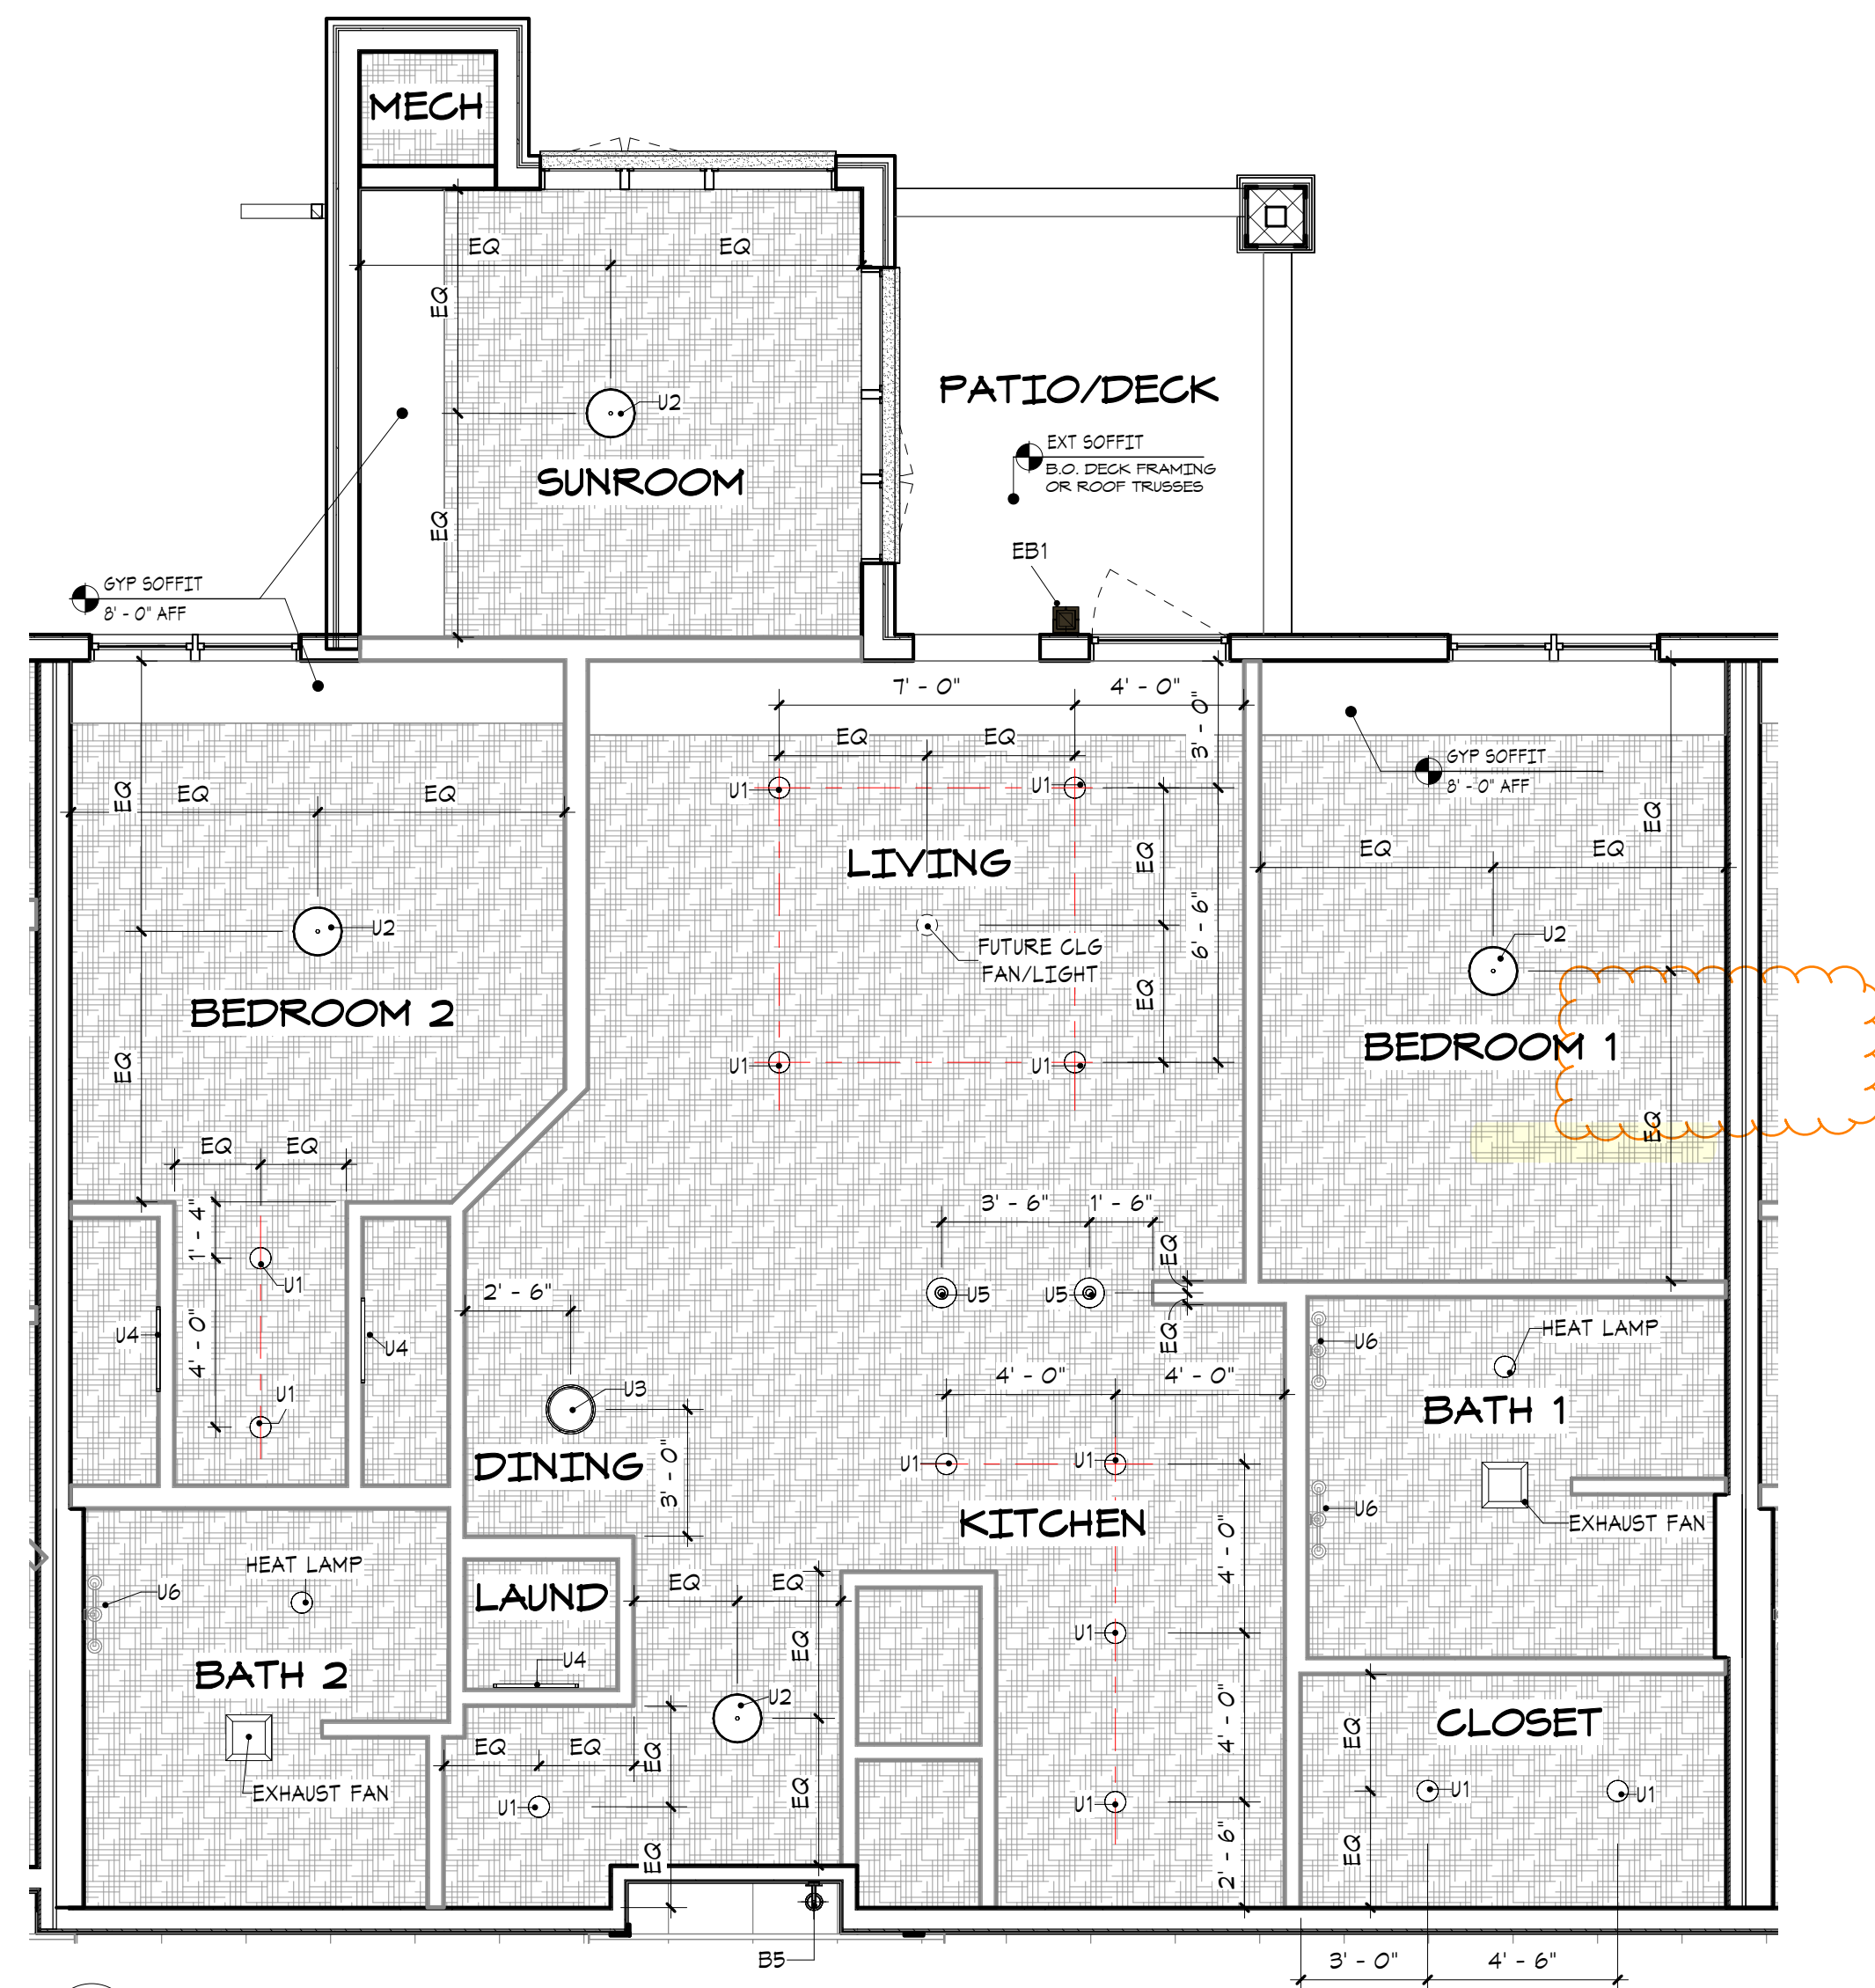 MECH
EQ
EQ
EQ
U2
SUNROOM
EQ
PATIO/DECK
EXT SOFFIT
B.O. DECK FRAMING
OR ROOF TRUSSES
EB1
GYP SOFFIT
8' - 0" AFF
7' - 0"
4' - 0"
3' - 0"
EQ
EQ
U1
U1
LIVING
EQ
6' - 6"
FUTURE CLG
FAN/LIGHT
EQ
U1
U1
GYP SOFFIT
8' - 0" AFF
EQ
EQ
EQ
U2
BEDROOM 1
EQ
EQ
EQ
EQ
U2
BEDROOM 2
EQ
EQ
EQ
1' - 4"
U1
4' - 0"
U4
U4
U1
3' - 6"
1' - 6"
EQ
U5
U5
EQ
2' - 6"
U3
DINING
3' - 0"
4' - 0"
4' - 0"
U1
U1
KITCHEN
4' - 0"
U1
4' - 0"
U1
2' - 6"
U6
HEAT LAMP
BATH 1
U6
EXHAUST FAN
HEAT LAMP
U6
BATH 2
EXHAUST FAN
LAUND
U4
EQ
EQ
EQ
U2
EQ
EQ
EQ
EQ
U1
EQ
CLOSET
EQ
U1
U1
EQ
B5
3' - 0"
4' - 6"